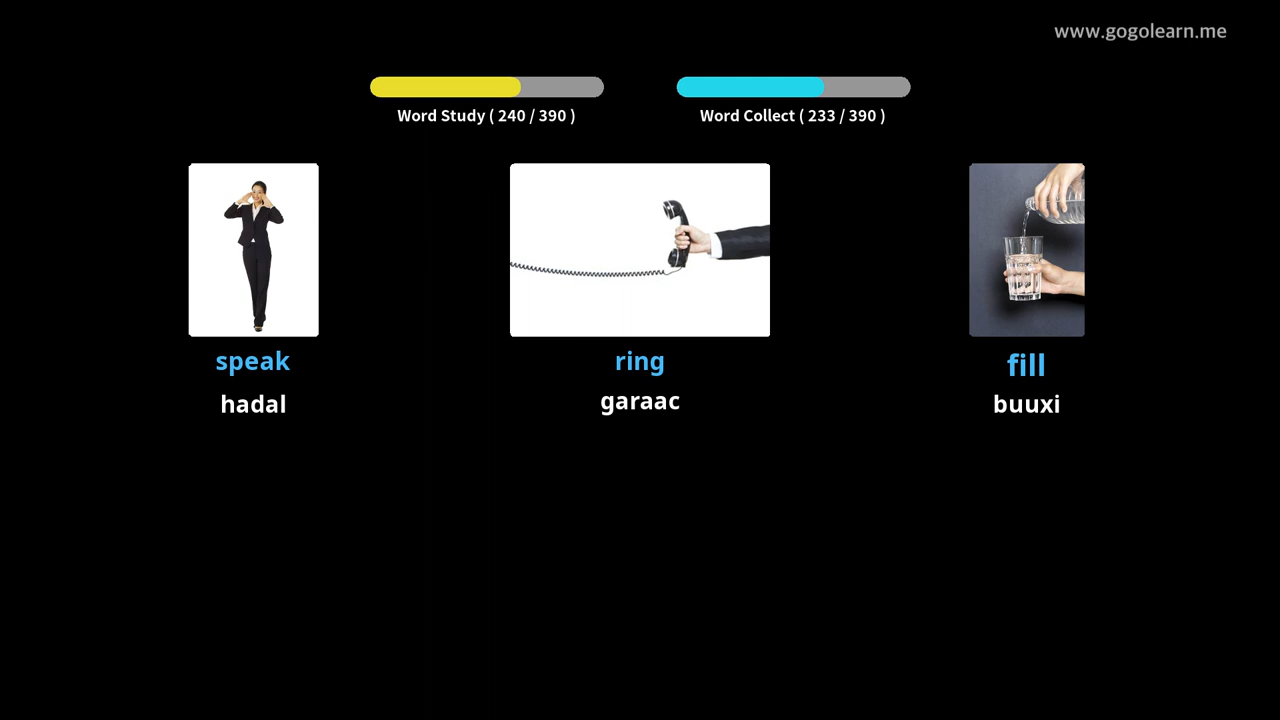 www.gogolearn.me
Word Study ( 240 / 390 )
Word Collect ( 233 / 390 )
speak
hadal
ring
garaac
fill
buuxi